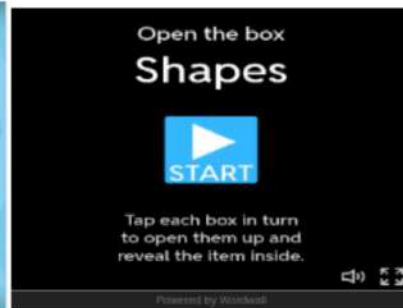 Open the box
Shapes
START
Tap each box in turn
to open them up and
reveal the item inside.
Powered by Wordwall